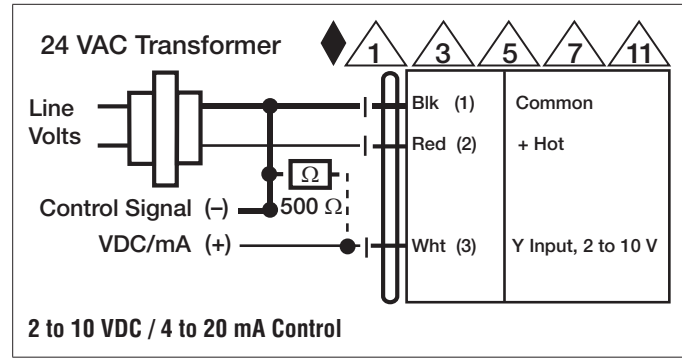 24 VAC Transformer
1 3 5 7 11
Line
Volts
Blk (1) Common
Red (2) + Hot
Ω
500 Ω
Control Signal (–)
VDC/mA (+)
Wht (3) Y Input, 2 to 10 V
2 to 10 VDC / 4 to 20 mA Control